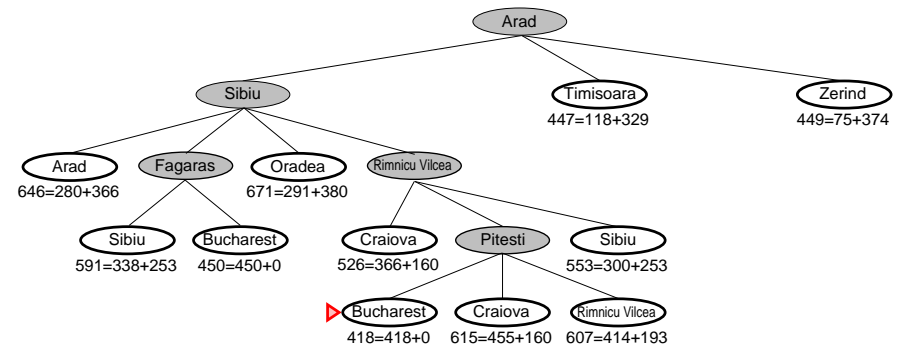 Arad
Sibiu Timisoara Zerind
447=118+329 449=75+374
Arad Fagaras Oradea Rimnicu Vilcea
646=280+366 671=291+380
Sibiu Bucharest Craiova Pitesti Sibiu
591=338+253 450=450+0 526=366+160 553=300+253
Bucharest Craiova Rimnicu Vilcea
418=418+0 615=455+160 607=414+193